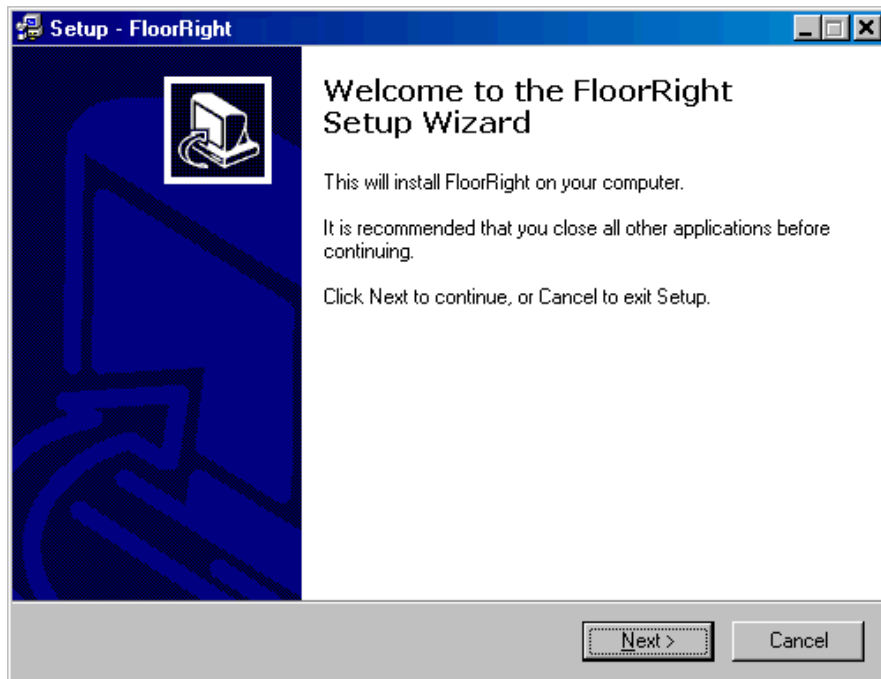 Setup - FloorRight
Welcome to the FloorRight
Setup Wizard
This will install FloorRight on your computer.
It is recommended that you close all other applications before
continuing.
Click Next to continue, or Cancel to exit Setup.
Next >
Cancel